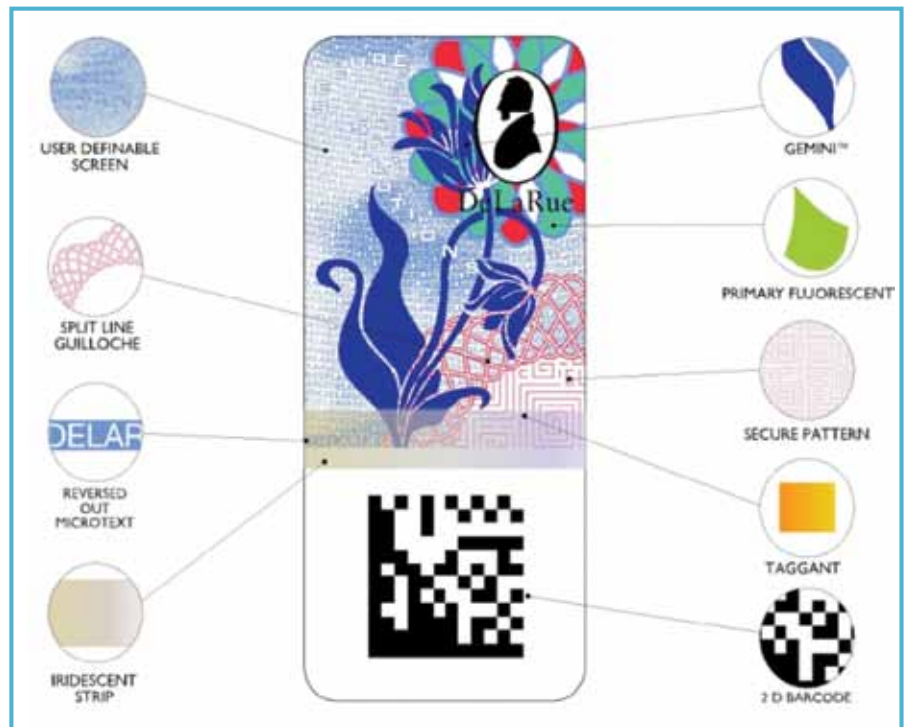 USER DEFINABLE
SCREEN
SPLIT LINE
GUILLOCHE
DELAR
REVERSED
OUT
MICROTEXT
IRIDESCENT
STRIP
DeLaRue
GEMINI™
PRIMARY FLUORESCENT
SECURE PATTERN
TAGGANT
2 D BARCODE